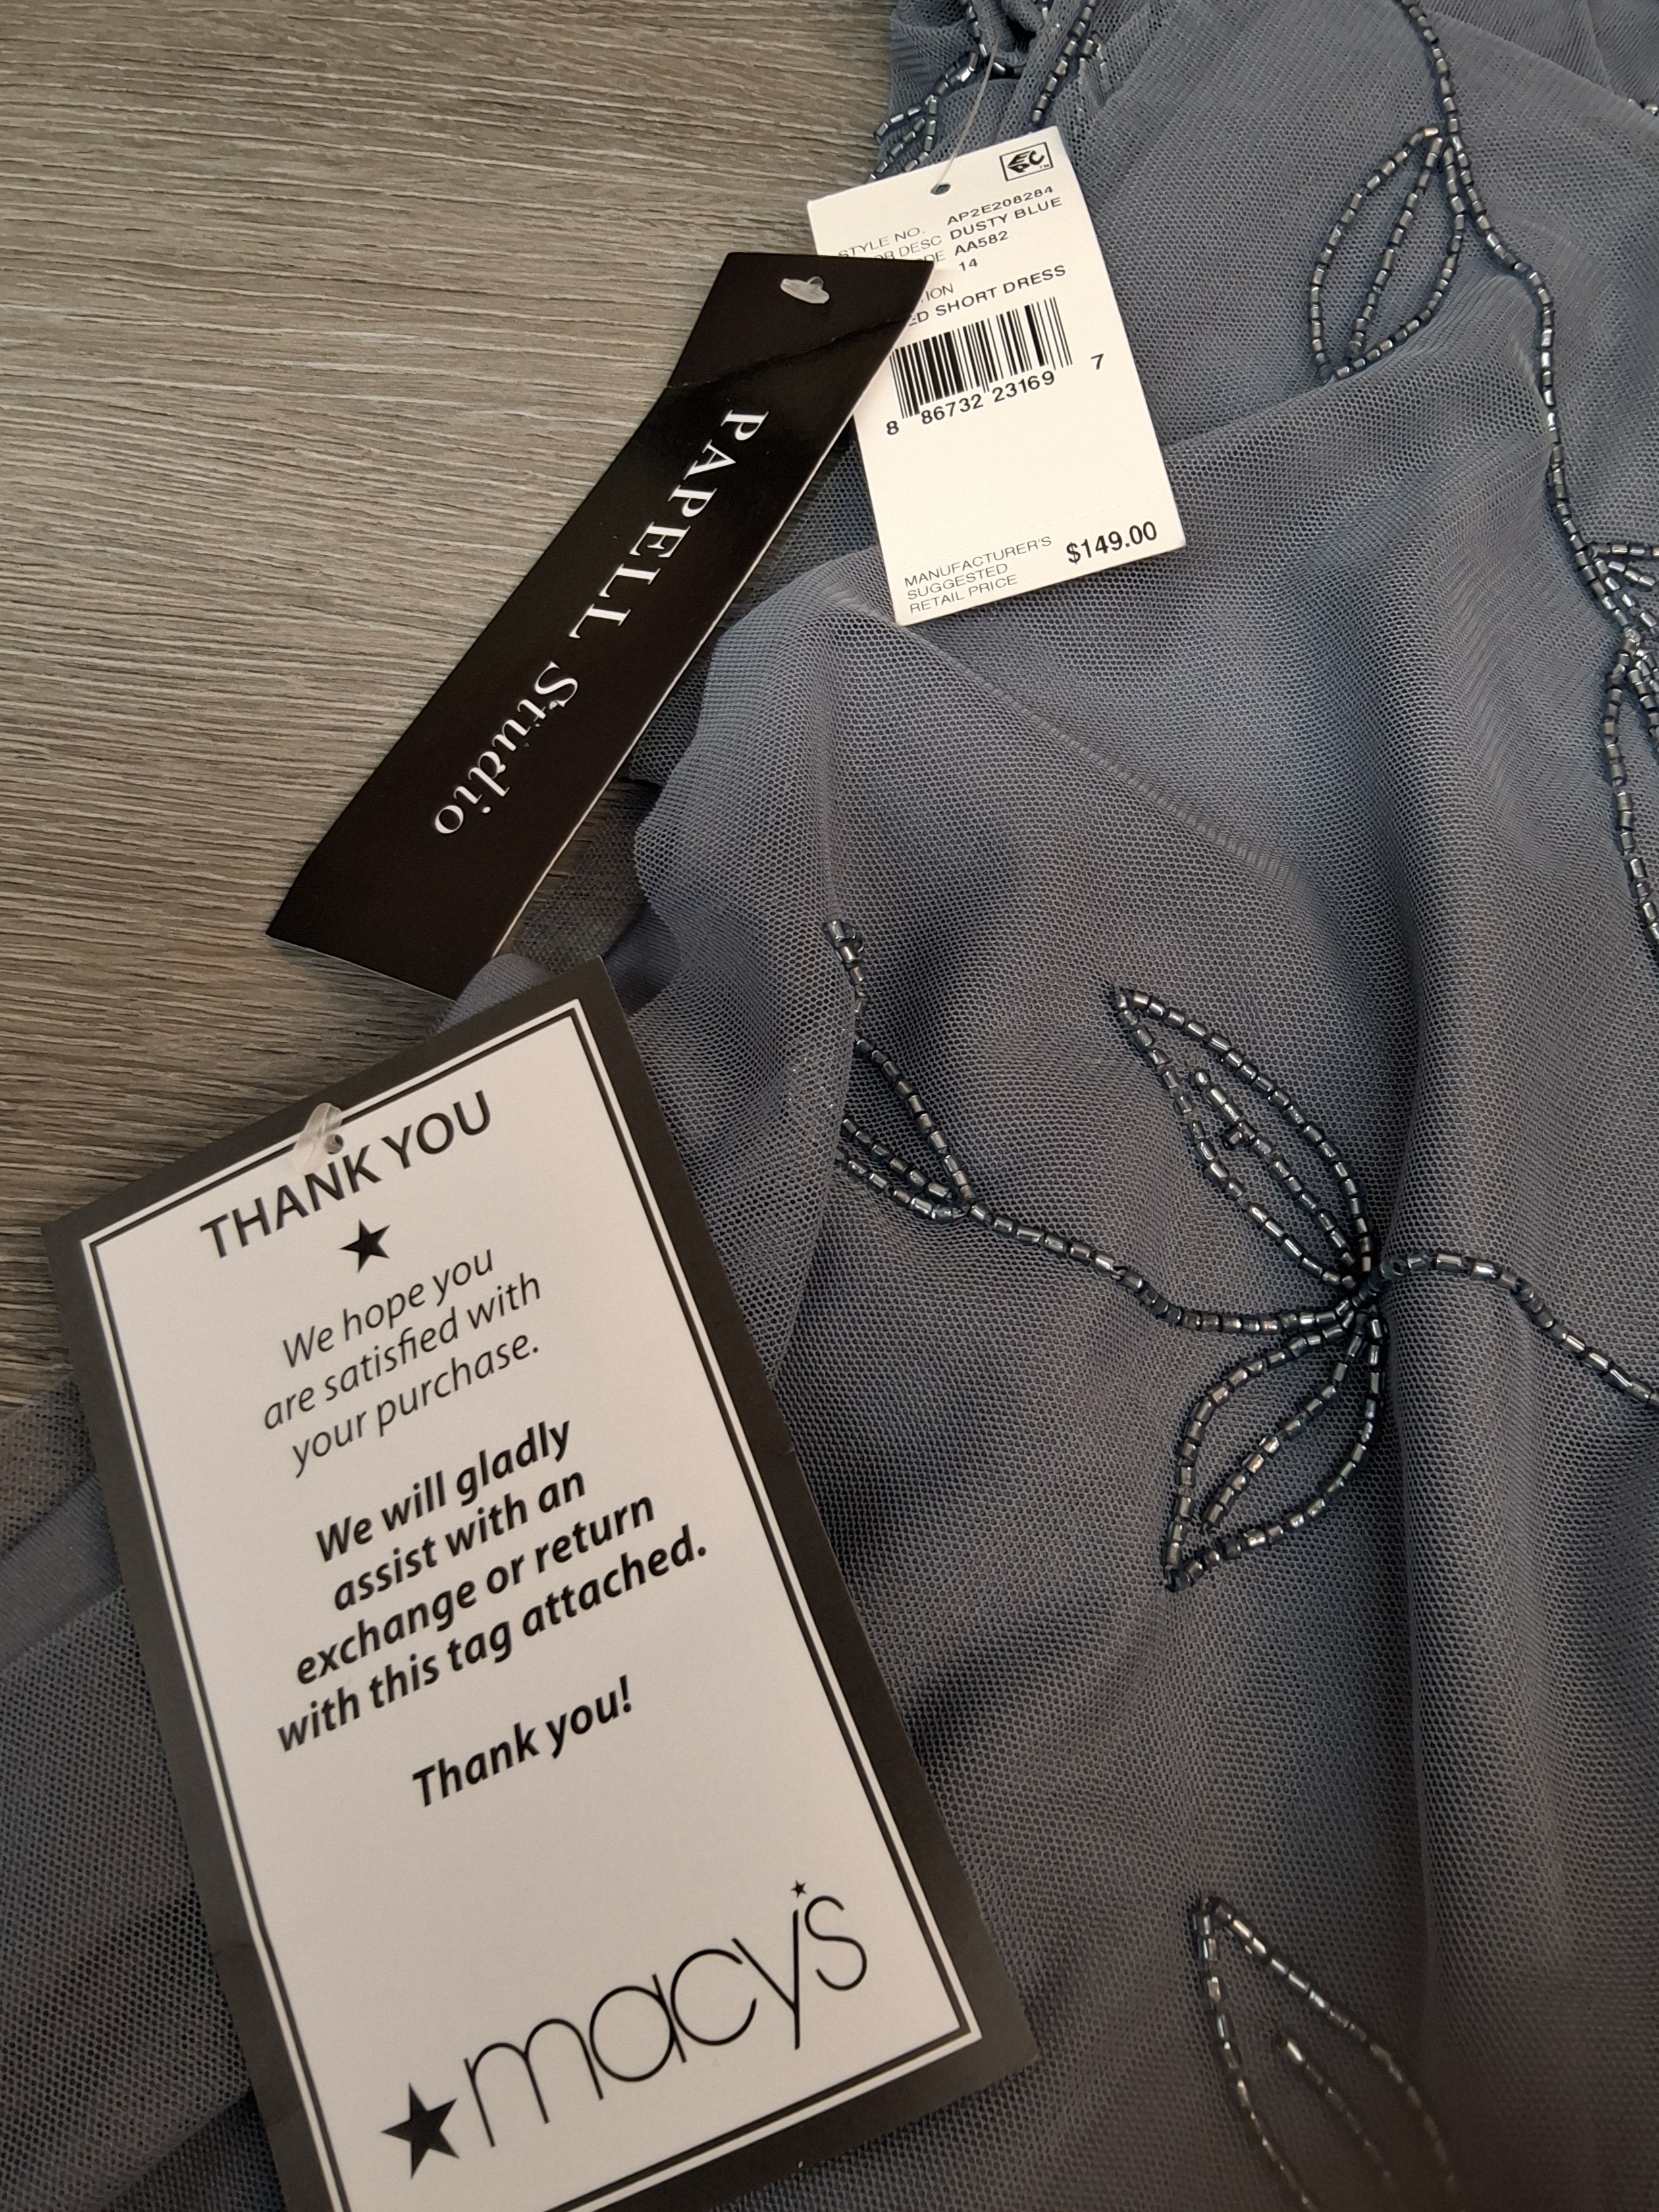 AP2E208284
STYLE NO.
DUSTY BLUE
DESC
AA582
14
SHORT DRESS
8 86732 23169 7
MANUFACTURER'S
SUGGESTED
RETAIL PRICE
$149.00
PAPELL Studio
THANK YOU
We hope you
are satisfied with
your purchase.
We will gladly
assist with an
exchange or return
with this tag attached.
Thank you!
macy's